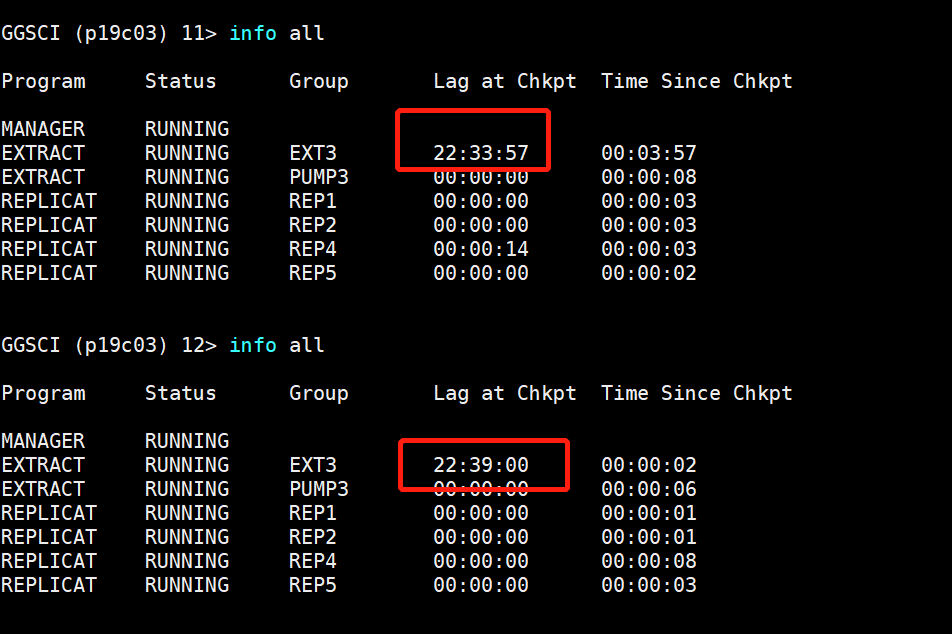 GGSCI (p19c03) 11> info all
Program Status Group Lag at Chkpt Time Since Chkpt
MANAGER RUNNING
EXTRACT RUNNING EXT3 22:33:57 00:03:57
EXTRACT RUNNING PUMP3 00:00:00 00:00:08
REPLICAT RUNNING REP1 00:00:00 00:00:03
REPLICAT RUNNING REP2 00:00:00 00:00:03
REPLICAT RUNNING REP4 00:00:14 00:00:03
REPLICAT RUNNING REP5 00:00:00 00:00:02
GGSCI (p19c03) 12> info all
Program Status Group Lag at Chkpt Time Since Chkpt
MANAGER RUNNING
EXTRACT RUNNING EXT3 22:39:00 00:00:02
EXTRACT RUNNING PUMP3 00:00:00 00:00:06
REPLICAT RUNNING REP1 00:00:00 00:00:01
REPLICAT RUNNING REP2 00:00:00 00:00:01
REPLICAT RUNNING REP4 00:00:00 00:00:08
REPLICAT RUNNING REP5 00:00:00 00:00:03